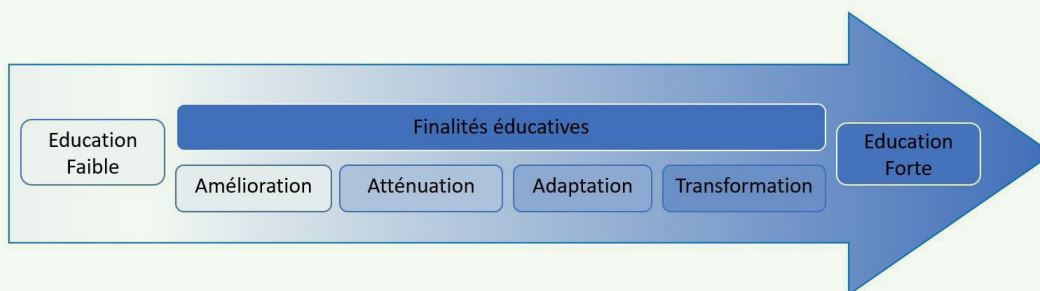 Education
Faible
Finalités éducatives
Amélioration
Atténuation
Adaptation
Transformation
Education
Forte